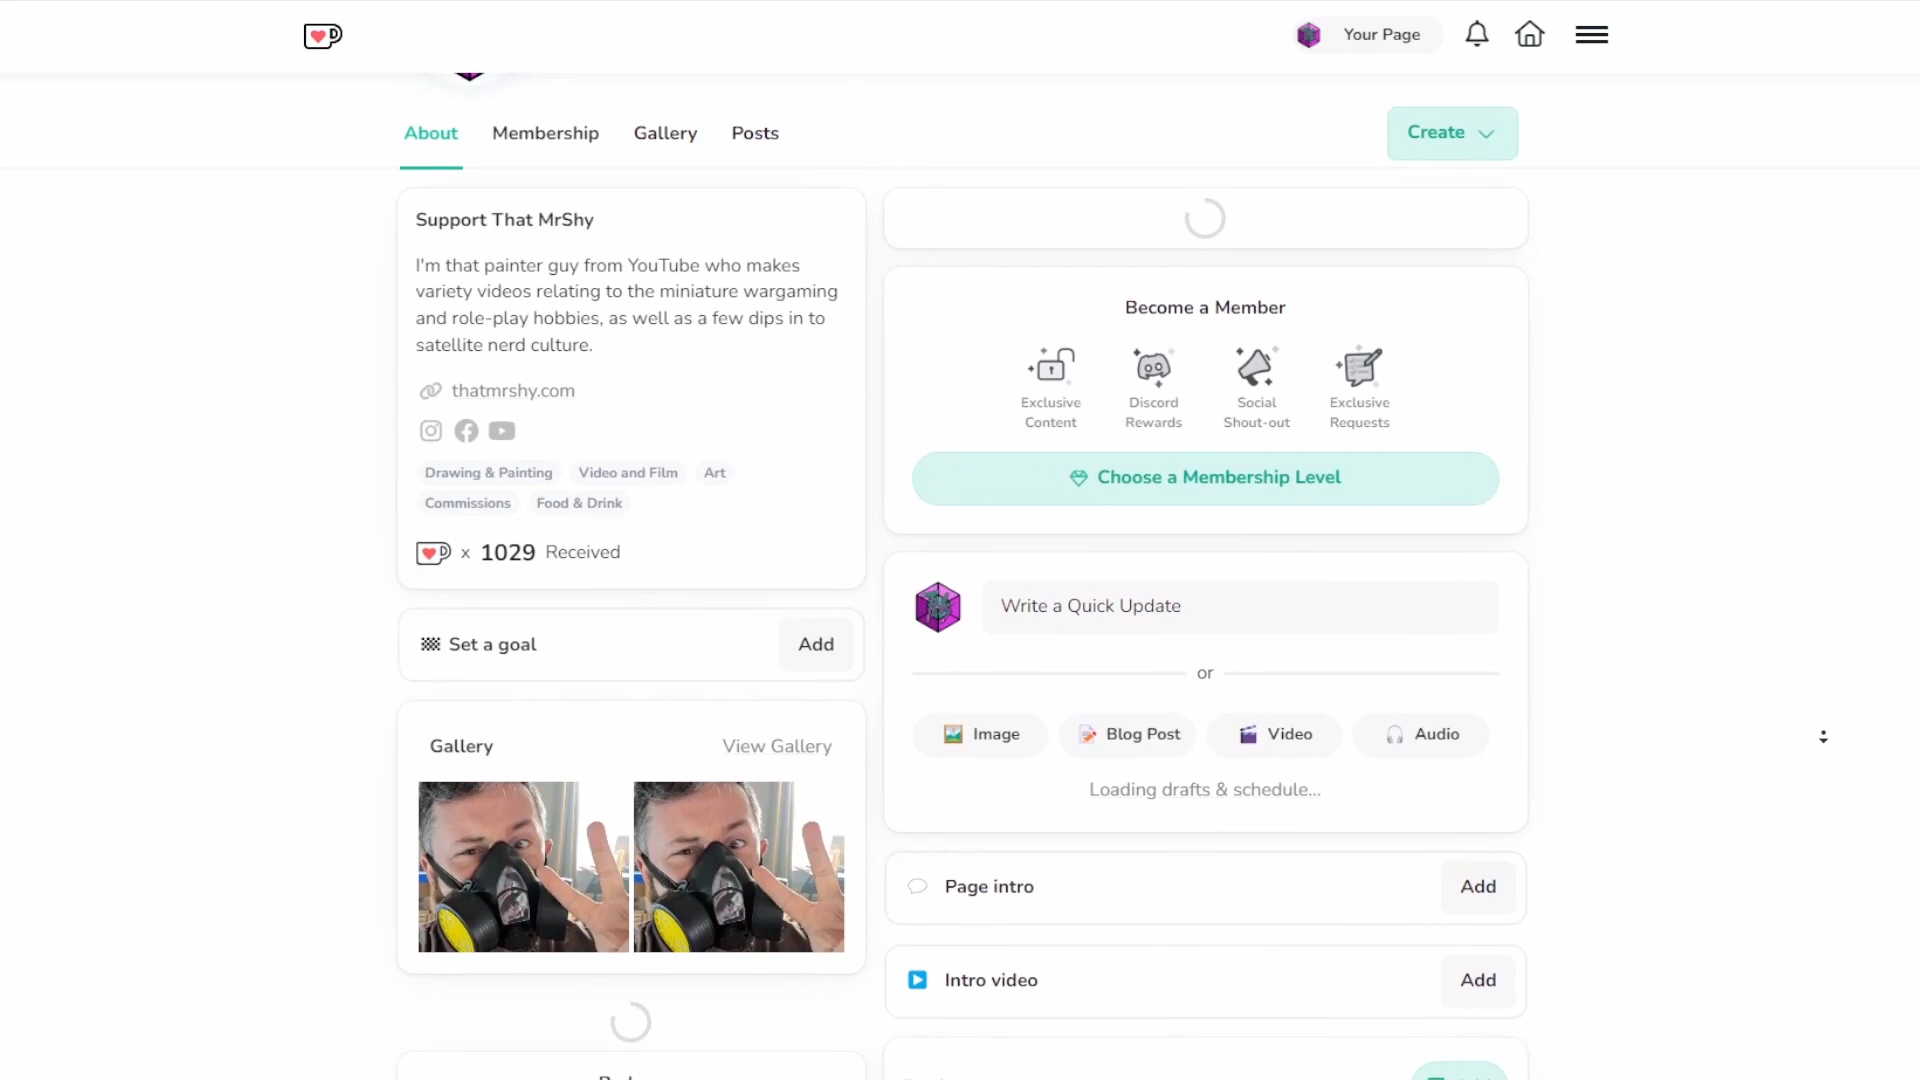 Your Page
About Membership Gallery Posts
Create
Support That MrShy
I'm that painter guy from YouTube who makes
variety videos relating to the miniature wargaming
and role-play hobbies, as well as a few dips in to
satellite nerd culture.
thatmrshy.com
Drawing & Painting Video and Film Art
Commissions Food & Drink
x 1029 Received
Set a goal Add
Gallery View Gallery
Become a Member
Exclusive
Content
Discord
Rewards
Social
Shout-out
Exclusive
Requests
Choose a Membership Level
Write a Quick Update
or
Image Blog Post Video Audio
Loading drafts & schedule...
Page intro Add
Intro video Add